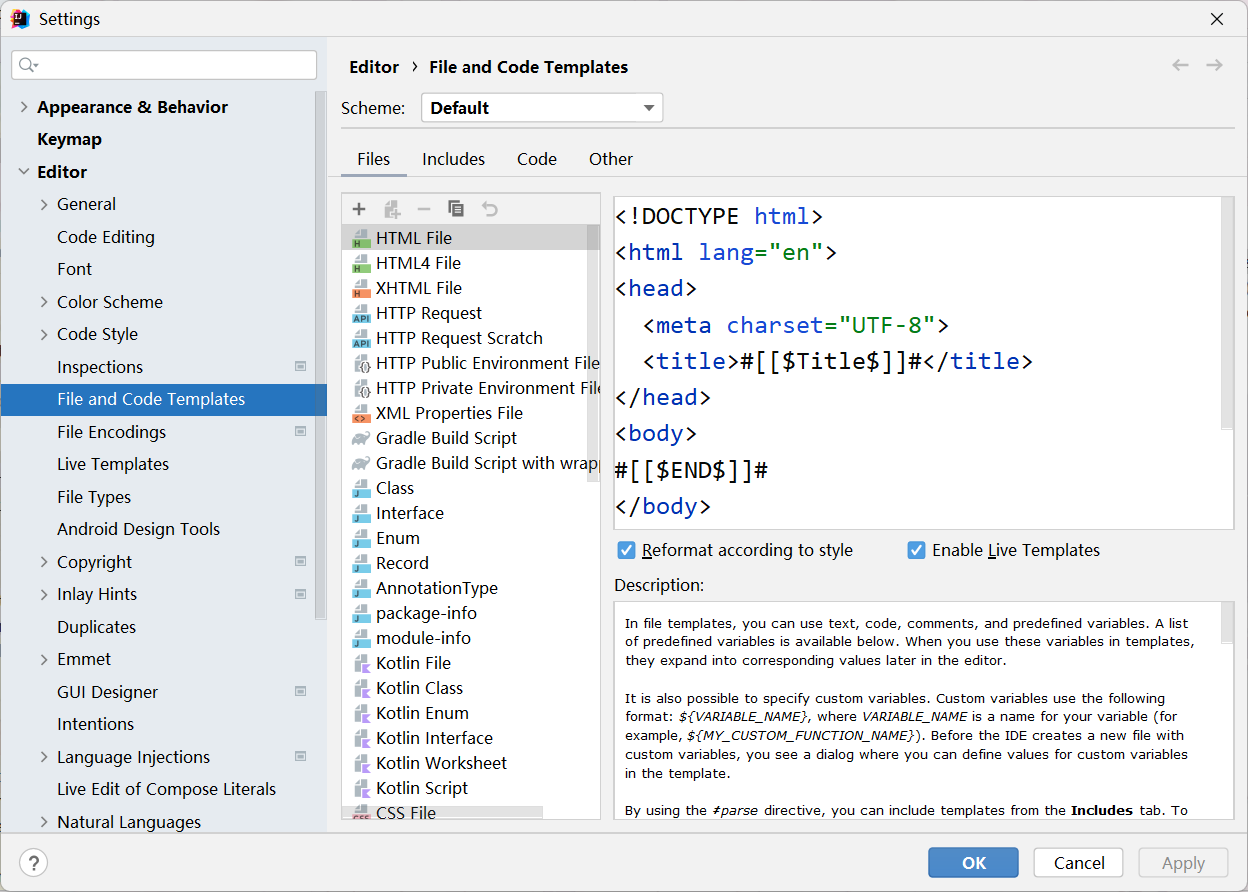 Settings
Appearance & Behavior
Keymap
Editor
General
Code Editing
Font
Color Scheme
Code Style
Inspections
File and Code Templates
File Encodings
Live Templates
File Types
Android Design Tools
Copyright
Inlay Hints
Duplicates
Emmet
GUI Designer
Intentions
Language Injections
Live Edit of Compose Literals
Natural Languages
Editor › File and Code Templates
Scheme: Default
Files Includes Code Other
HTML File
HTML4 File
XHTML File
HTTP Request
HTTP Request Scratch
HTTP Public Environment File
HTTP Private Environment File
XML Properties File
Gradle Build Script
Gradle Build Script with wrapp
Class
Interface
Enum
Record
AnnotationType
package-info
module-info
Kotlin File
Kotlin Class
Kotlin Enum
Kotlin Interface
Kotlin Worksheet
Kotlin Script
CSS File
<!DOCTYPE html>
<html lang="en">
<head>
  <meta charset="UTF-8">
  <title>#[[$Title$]]#</title>
</head>
<body>
#[[$END$]]#
</body>
Reformat according to style Enable Live Templates
Description:
In file templates, you can use text, code, comments, and predefined variables. A list
of predefined variables is available below. When you use these variables in templates,
they expand into corresponding values later in the editor.
It is also possible to specify custom variables. Custom variables use the following
format: ${VARIABLE_NAME}, where VARIABLE_NAME is a name for your variable (for
example, ${MY_CUSTOM_FUNCTION_NAME}). Before the IDE creates a new file with
custom variables, you see a dialog where you can define values for custom variables
in the template.
By using the #parse directive, you can include templates from the Includes tab. To
? OK Cancel Apply